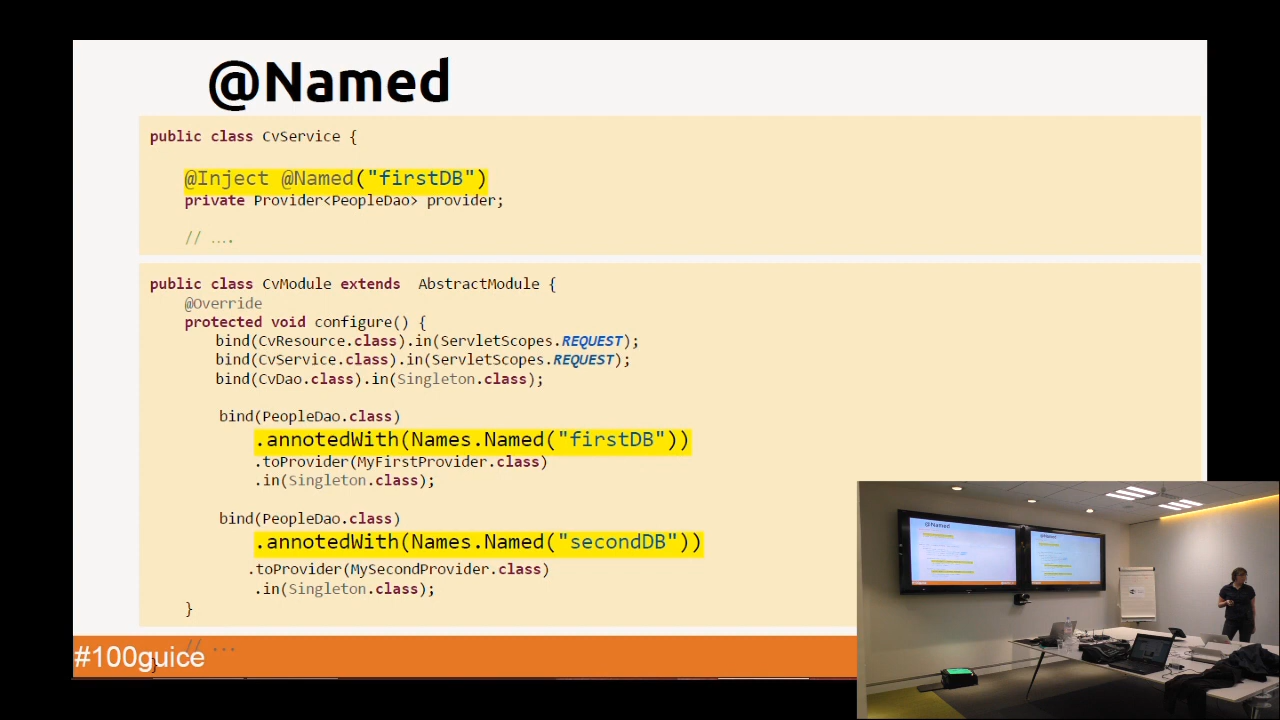 @Named
public class CvService {
@Inject @Named("firstDB")
private Provider<PeopleDao> provider;
// ….
public class CvModule extends AbstractModule {
@Override
protected void configure() {
bind(CvResource.class).in(ServletScopes.REQUEST);
bind(CvService.class).in(ServletScopes.REQUEST);
bind(CvDao.class).in(Singleton.class);
bind(PeopleDao.class)
.annotedWith(Names.Named("firstDB"))
.toProvider(MyFirstProvider.class)
.in(Singleton.class);
bind(PeopleDao.class)
.annotedWith(Names.Named("secondDB"))
.toProvider(MySecondProvider.class)
.in(Singleton.class);
}
// ...
}
#100guice
@Named
@Named